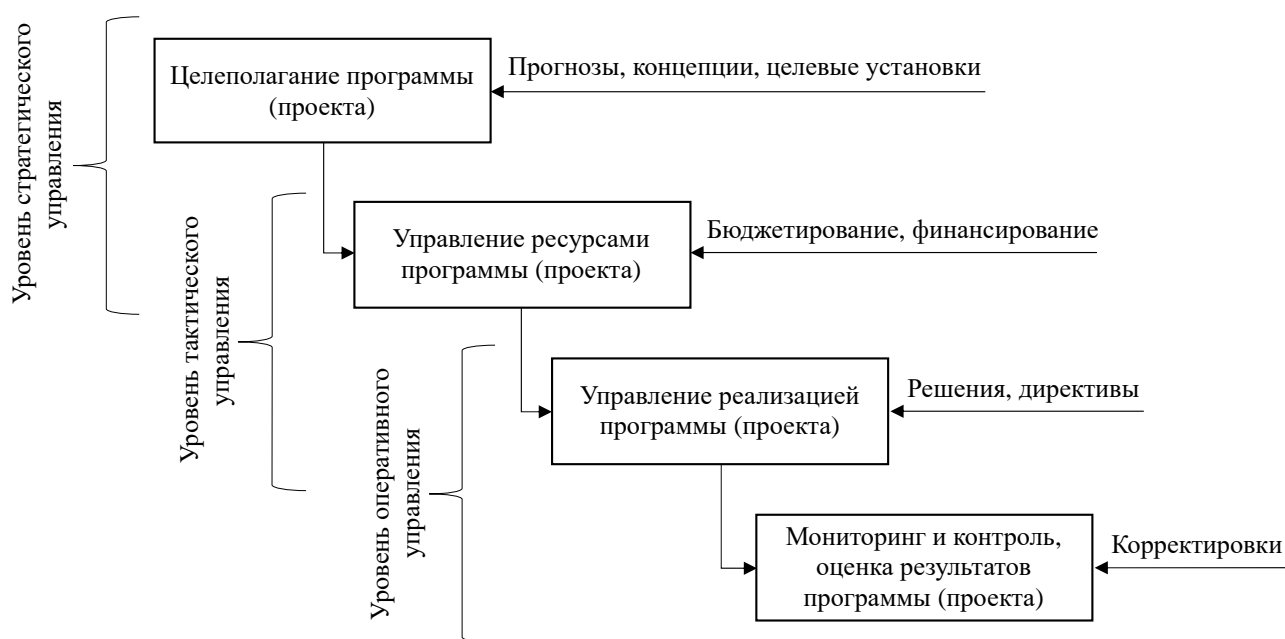 Уровень стратегического
управления
Целеполагание программы
(проекта)
Прогнозы, концепции, целевые установки
Уровень тактического
управления
Управление ресурсами
программы (проекта)
Бюджетирование, финансирование
Уровень оперативного
управления
Управление реализацией
программы (проекта)
Решения, директивы
Мониторинг и контроль,
оценка результатов
программы (проекта)
Корректировки